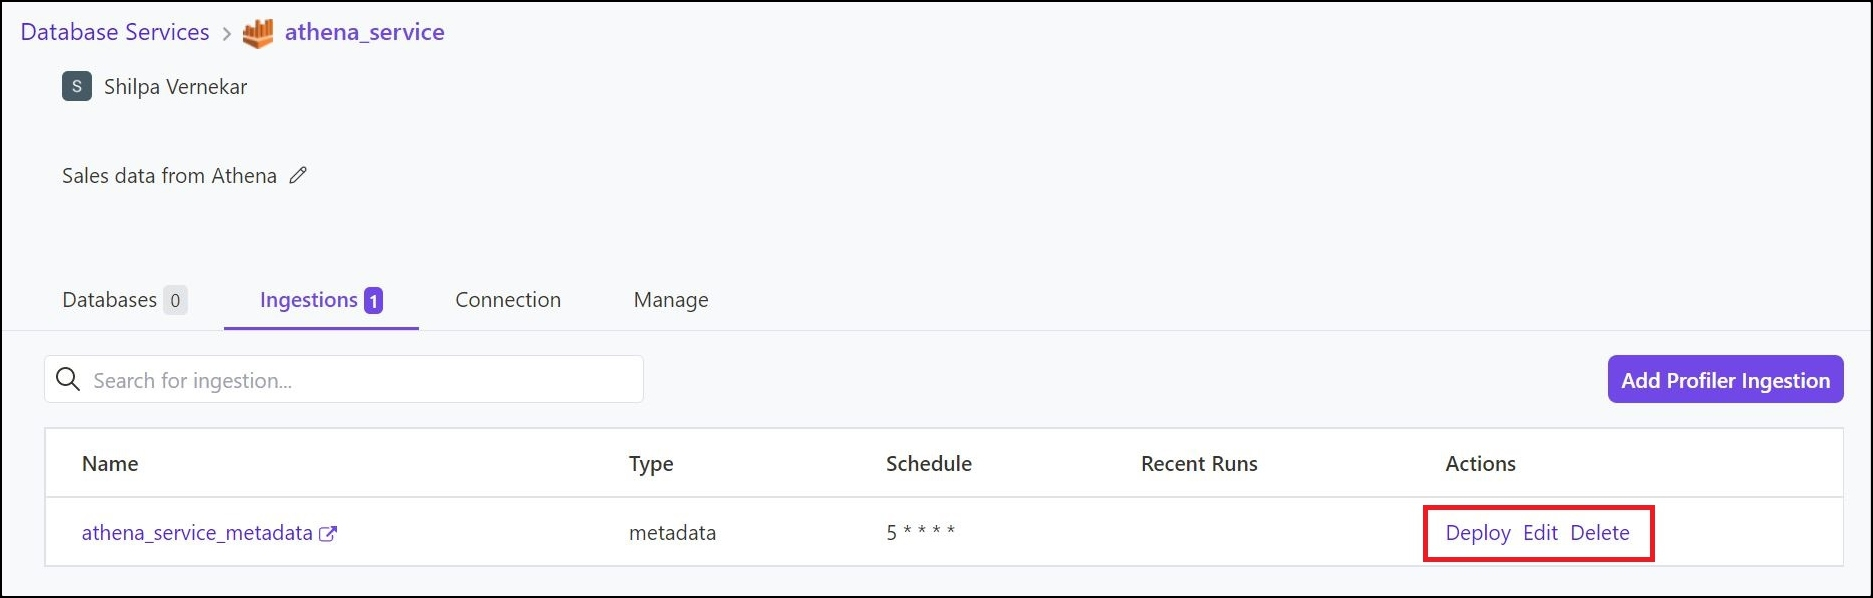 Database Services > athena_service
S Shilpa Vernekar
Sales data from Athena
Databases 0 Ingestions 1 Connection Manage
Search for ingestion... Add Profiler Ingestion
Name Type Schedule Recent Runs Actions
athena_service_metadata metadata 5 * * * * Deploy Edit Delete